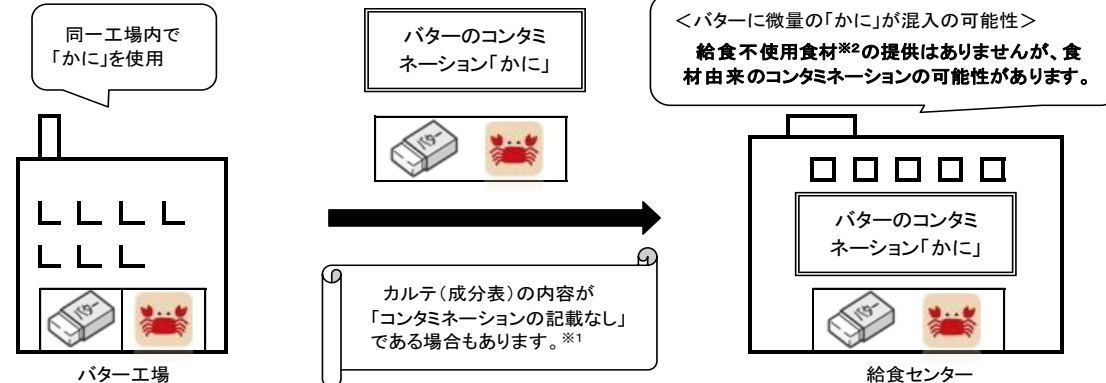 同一工場内で
「かに」を使用
バターのコンタミ
ネーション「かに」
＜バターに微量の「かに」が混入の可能性＞
給食不使用食材※2の提供はありませんが、食
材由来のコンタミネーションの可能性があります。
バター
バターのコンタミ
ネーション「かに」
カルテ（成分表）の内容が
「コンタミネーションの記載なし」
である場合もあります。※1
バター
バター
バター工場
給食センター